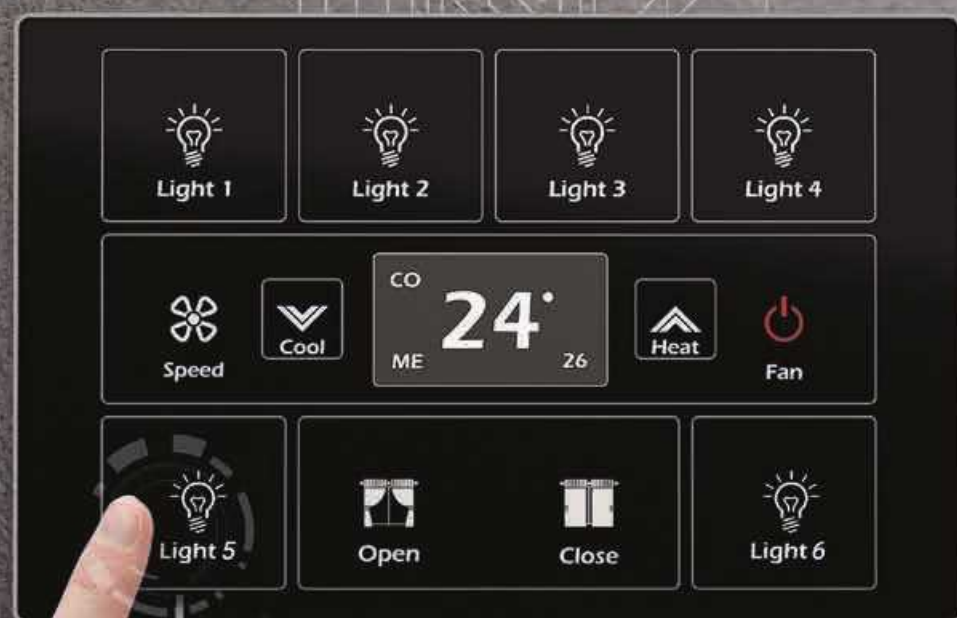 Light 1
Light 2
Light 3
Light 4
CO
24°
ME
26
Speed
Cool
Heat
Fan
Light 5
Open
Close
Light 6